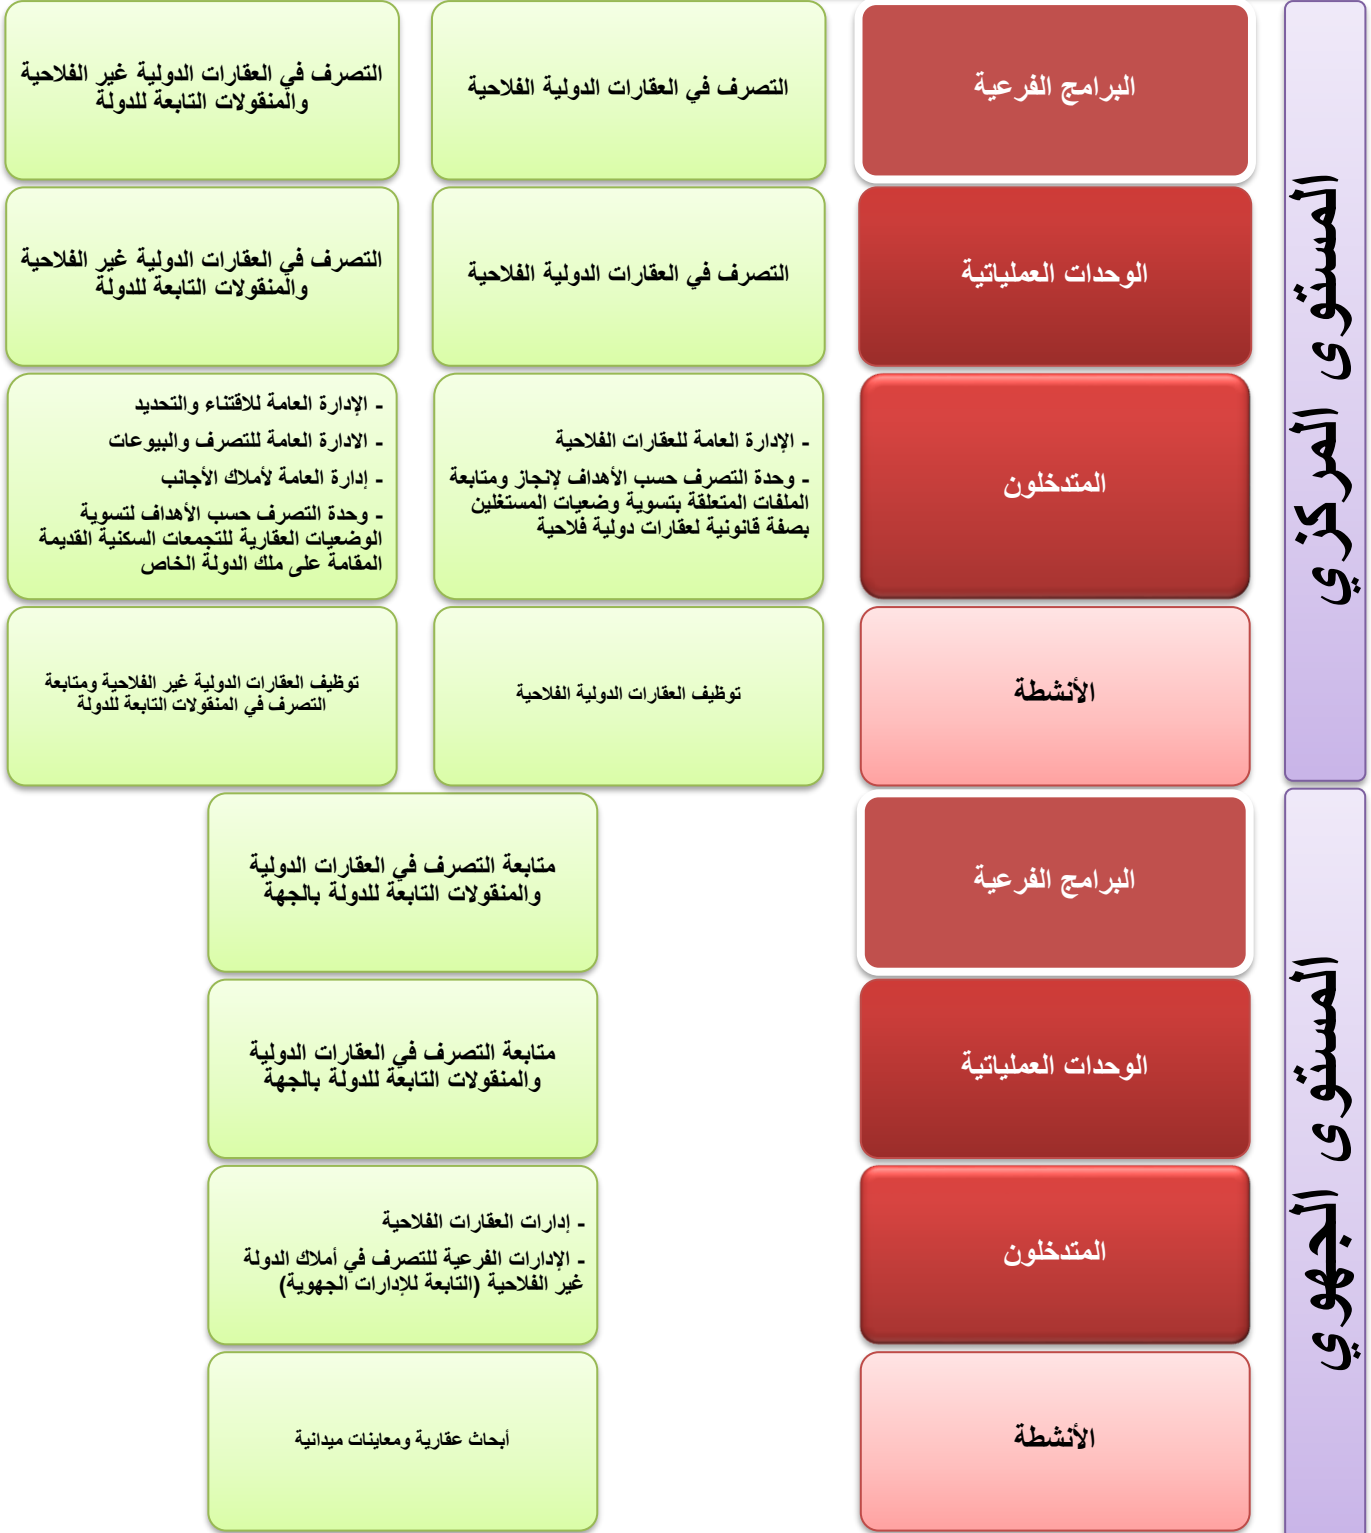 المستوى المركزي
البرامج الفرعية
التصرف في العقارات الدولية الفلاحية
التصرف في العقارات الدولية غير الفلاحية
والمنقولات التابعة للدولة
الوحدات العملياتية
التصرف في العقارات الدولية الفلاحية
التصرف في العقارات الدولية غير الفلاحية
والمنقولات التابعة للدولة
المتدخلون
- الإدارة العامة للعقارات الفلاحية
- وحدة التصرف حسب الأهداف لإنجاز ومتابعة
الملفات المتعلقة بتسوية وضعيات المستغلين
بصفة قانونية لعقارات دولية فلاحية
- الإدارة العامة للاقتناء والتحديد
- الادارة العامة للتصرف والبيوعات
- إدارة العامة لأملاك الأجانب
- وحدة التصرف حسب الأهداف لتسوية
الوضعيات العقارية للتجمعات السكنية القديمة
المقامة على ملك الدولة الخاص
الأنشطة
توظيف العقارات الدولية الفلاحية
توظيف العقارات الدولية غير الفلاحية ومتابعة
التصرف في المنقولات التابعة للدولة
المستوى الجهوي
البرامج الفرعية
متابعة التصرف في العقارات الدولية
والمنقولات التابعة للدولة بالجهة
الوحدات العملياتية
متابعة التصرف في العقارات الدولية
والمنقولات التابعة للدولة بالجهة
المتدخلون
- إدارات العقارات الفلاحية
- الإدارات الفرعية للتصرف في أملاك الدولة
غير الفلاحية (التابعة للإدارات الجهوية)
الأنشطة
أبحاث عقارية ومعاينات ميدانية